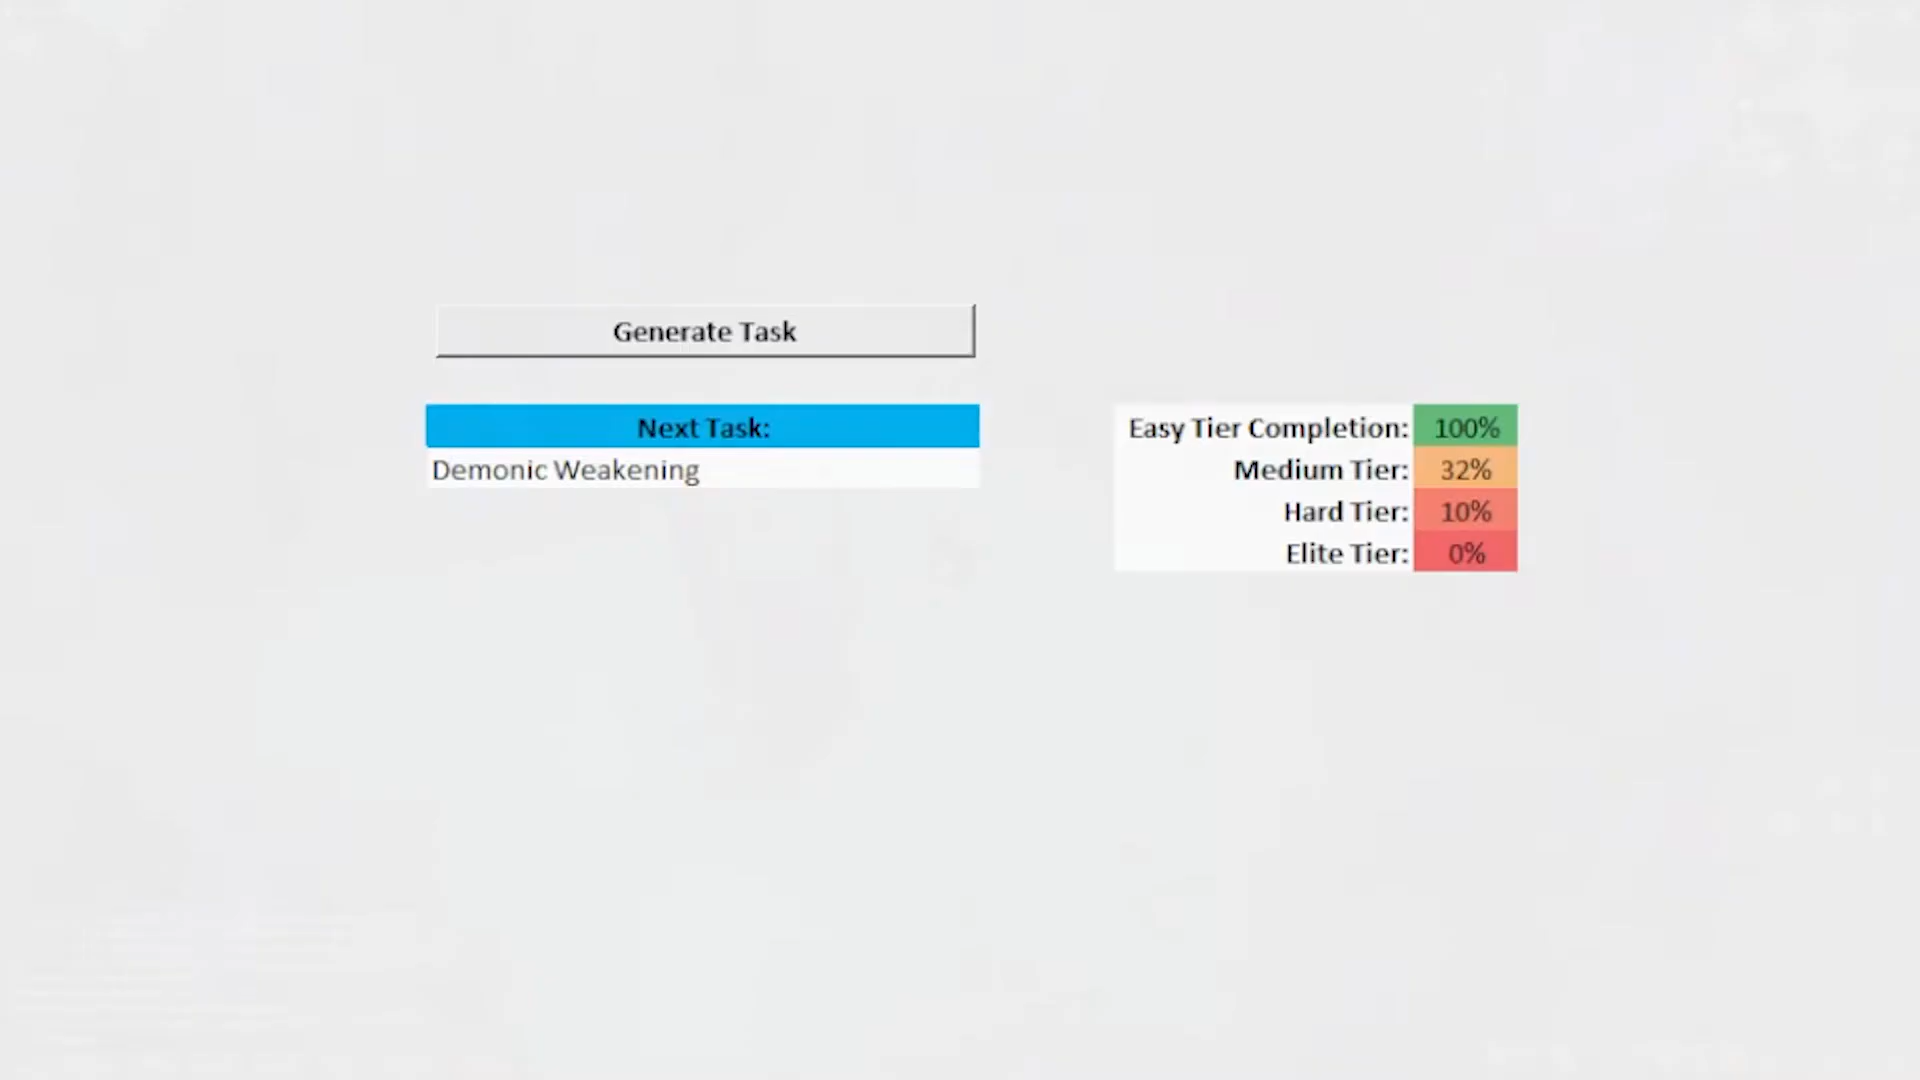 Generate Task
Next Task:
Demonic Weakening
Easy Tier Completion: 100%
Medium Tier: 32%
Hard Tier: 10%
Elite Tier: 0%